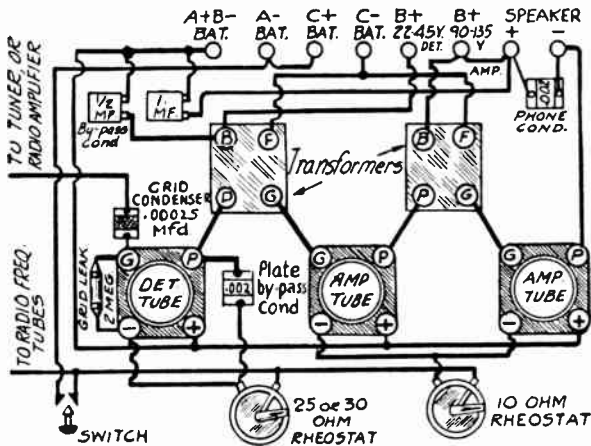 A+B-
BAT.
A-
BAT.
C+
BAT.
C-
BAT.
B+
22-45V.
DET.
B+
90-135
V
AMP.
SPEAKER
+
-
TO TUNER, OR
RADIO AMPLIFIER
1/2
MF
By-pass
Cond
1.
MF
.002
PHONE
COND.
B
F
P
G
Transformers
B
F
P
G
GRID
CONDENSER
.00025
Mfd
G
P
DET
TUBE
-
+
GRID LEAK
2 MEG.
.002
Plate
by-pass
Cond
G
P
AMP
TUBE
-
+
G
P
AMP
TUBE
-
+
TO RADIO FREQ.
TUBES
SWITCH
25 or 30
OHM
RHEOSTAT
10 OHM
RHEOSTAT